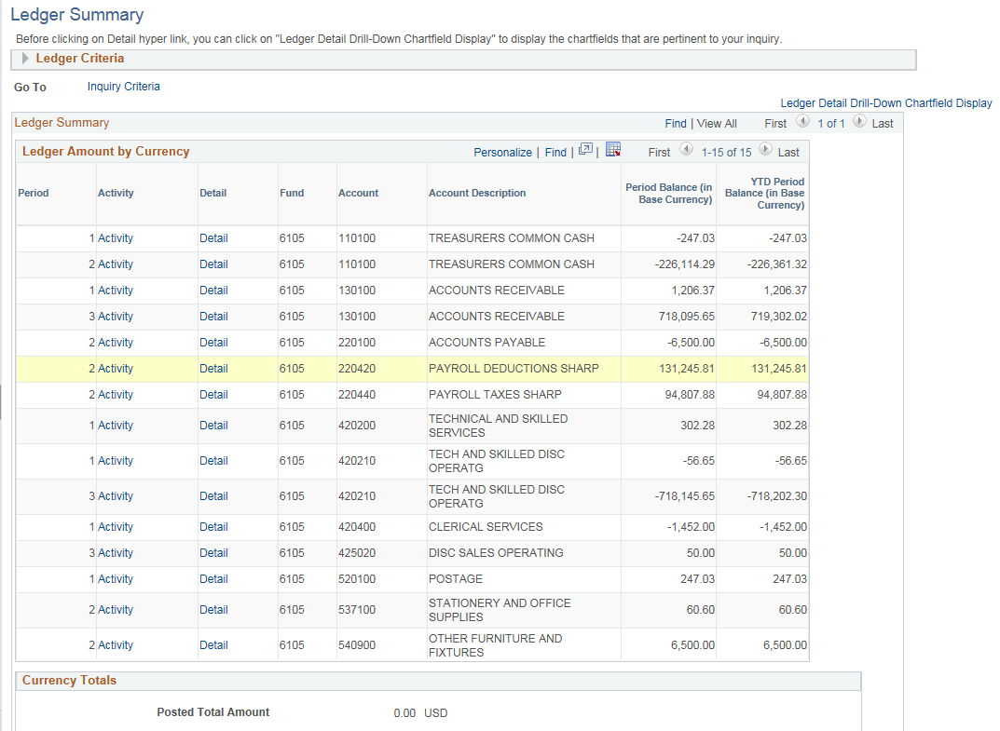 Ledger Summary
Before clicking on Detail hyper link, you can click on "Ledger Detail Drill-Down Chartfield Display" to display the chartfields that are pertinent to your inquiry.
Ledger Criteria
Go To Inquiry Criteria
Ledger Detail Drill-Down Chartfield Display
Ledger Summary Find | View All First 1 of 1 Last
Ledger Amount by Currency Personalize | Find | | First 1-15 of 15 Last
Period Activity Detail Fund Account Account Description Period Balance (in Base Currency) YTD Period Balance (in Base Currency)
1 Activity Detail 6105 110100 TREASURERS COMMON CASH -247.03 -247.03
2 Activity Detail 6105 110100 TREASURERS COMMON CASH -226,114.29 -226,361.32
1 Activity Detail 6105 130100 ACCOUNTS RECEIVABLE 1,206.37 1,206.37
3 Activity Detail 6105 130100 ACCOUNTS RECEIVABLE 718,095.65 719,302.02
2 Activity Detail 6105 220100 ACCOUNTS PAYABLE -6,500.00 -6,500.00
2 Activity Detail 6105 220420 PAYROLL DEDUCTIONS SHARP 131,245.81 131,245.81
2 Activity Detail 6105 220440 PAYROLL TAXES SHARP 94,807.88 94,807.88
1 Activity Detail 6105 420200 TECHNICAL AND SKILLED SERVICES 302.28 302.28
1 Activity Detail 6105 420210 TECH AND SKILLED DISC OPERATG -56.65 -56.65
3 Activity Detail 6105 420210 TECH AND SKILLED DISC OPERATG -718,145.65 -718,202.30
1 Activity Detail 6105 420400 CLERICAL SERVICES -1,452.00 -1,452.00
3 Activity Detail 6105 425020 DISC SALES OPERATING 50.00 50.00
1 Activity Detail 6105 520100 POSTAGE 247.03 247.03
2 Activity Detail 6105 537100 STATIONERY AND OFFICE SUPPLIES 60.60 60.60
2 Activity Detail 6105 540900 OTHER FURNITURE AND FIXTURES 6,500.00 6,500.00
Currency Totals
Posted Total Amount 0.00 USD